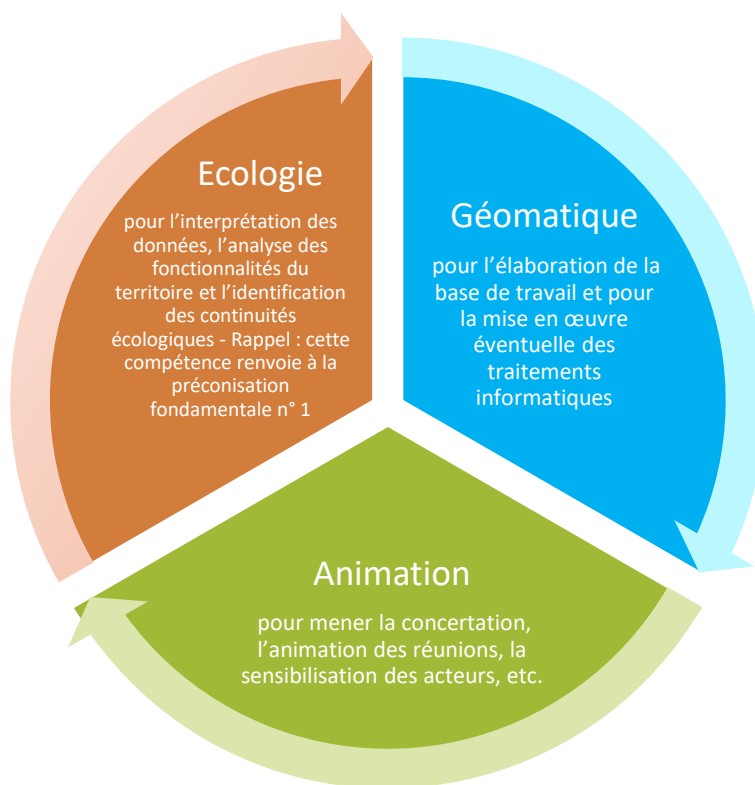 Ecologie
pour l’interprétation des
données, l’analyse des
fonctionnalités du
territoire et l’identification
des continuités
écologiques - Rappel : cette
compétence renvoie à la
préconisation
fondamentale n° 1
Géomatique
pour l’élaboration de la
base de travail et pour
la mise en œuvre
éventuelle des
traitements
informatiques
Animation
pour mener la concertation,
l’animation des réunions, la
sensibilisation des acteurs, etc.